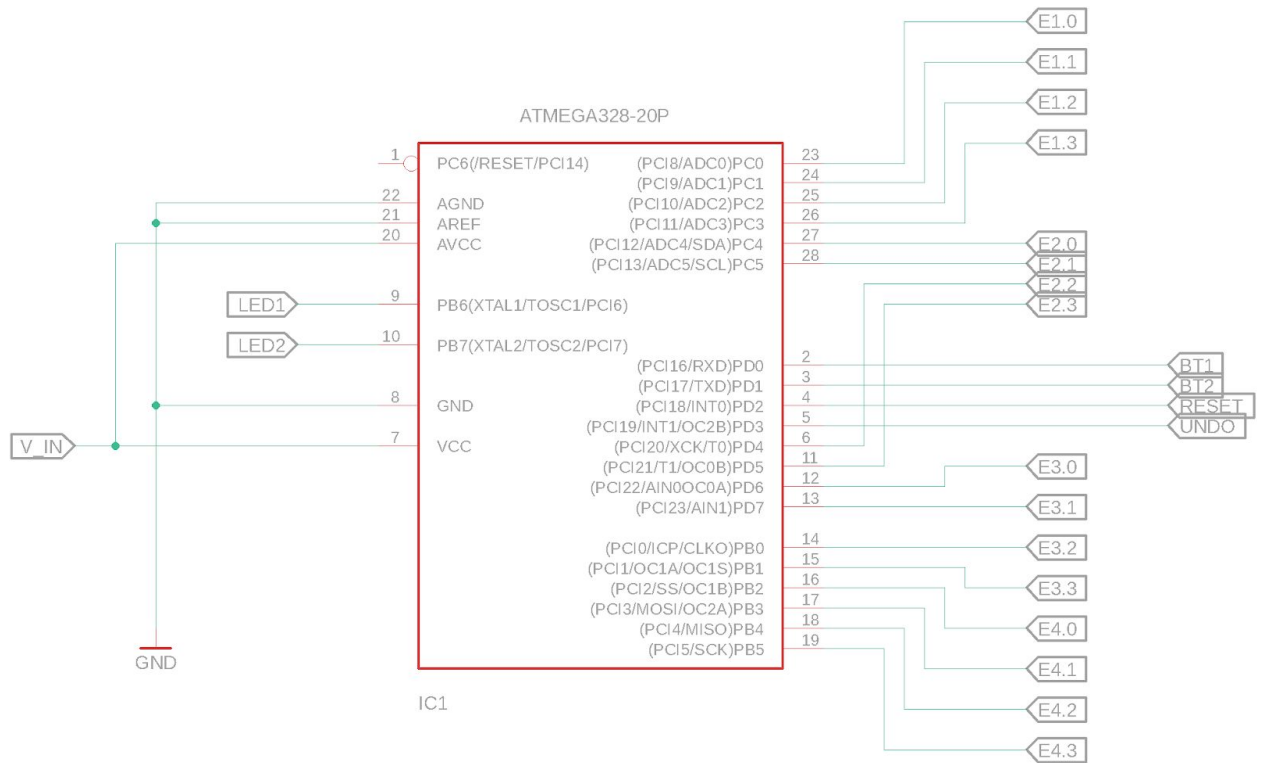 E1.0
E1.1
E1.2
E1.3
ATMEGA328-20P
1 PC6(/RESET/PCI14) (PCI8/ADC0)PC0 23
(PCI9/ADC1)PC1 24
22 AGND (PCI10/ADC2)PC2 25
21 AREF (PCI11/ADC3)PC3 26
20 AVCC (PCI12/ADC4/SDA)PC4 27 E2.0
(PCI13/ADC5/SCL)PC5 28 E2.1
E2.2
LED1 9 PB6(XTAL1/TOSC1/PCI6) E2.3
LED2 10 PB7(XTAL2/TOSC2/PCI7)
(PCI16/RXD)PD0 2 BT1
(PCI17/TXD)PD1 3 BT2
8 GND (PCI18/INT0)PD2 4 RESET
(PCI19/INT1/OC2B)PD3 5 UNDO
V_IN 7 VCC (PCI20/XCK/T0)PD4 6
(PCI21/T1/OC0B)PD5 11 E3.0
(PCI22/AIN0OC0A)PD6 12
(PCI23/AIN1)PD7 13 E3.1
(PCI0/ICP/CLKO)PB0 14 E3.2
(PCI1/OC1A/OC1S)PB1 15
(PCI2/SS/OC1B)PB2 16 E3.3
(PCI3/MOSI/OC2A)PB3 17
(PCI4/MISO)PB4 18 E4.0
(PCI5/SCK)PB5 19
GND E4.1
IC1 E4.2
E4.3